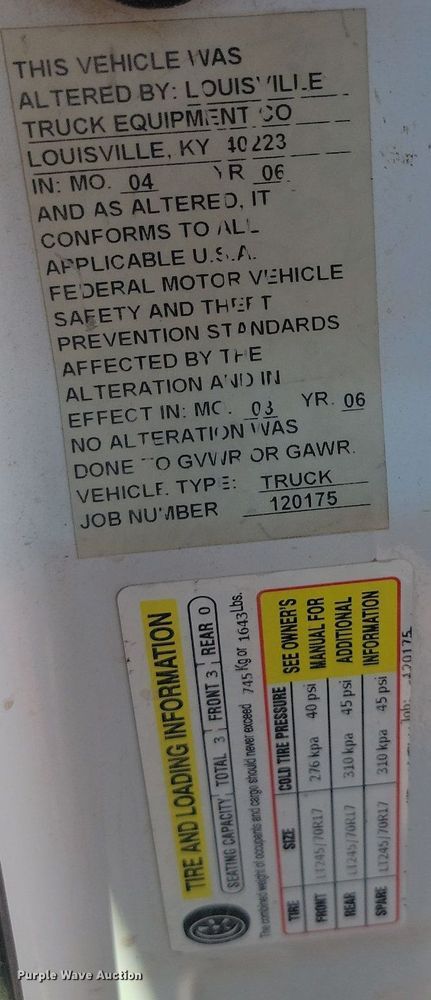 THIS VEHICLE WAS
ALTERED BY: LOUISVILLE
TRUCK EQUIPMENT CO
LOUISVILLE, KY 40223
IN: MO. 04 YR 06
AND AS ALTERED, IT
CONFORMS TO ALL
APPLICABLE U.S.A.
FEDERAL MOTOR VEHICLE
SAFETY AND THEFT
PREVENTION STANDARDS
AFFECTED BY THE
ALTERATION AND IN
EFFECT IN: MO. 03 YR. 06
NO ALTERATION WAS
DONE TO GVWR OR GAWR.
VEHICLE TYPE: TRUCK
JOB NUMBER 120175
TIRE AND LOADING INFORMATION
SEATING CAPACITY TOTAL 3 FRONT 3 REAR 0
The combined weight of occupants and cargo should never exceed 745 Kg or 1643 Lbs.
TIRE SIZE COLD TIRE PRESSURE SEE OWNER'S
FRONT LT245/70R17 276 kpa 40 psi MANUAL FOR
REAR LT245/70R17 310 kpa 45 psi ADDITIONAL
SPARE LT245/70R17 310 kpa 45 psi INFORMATION
Job: 120175
Purple Wave Auction